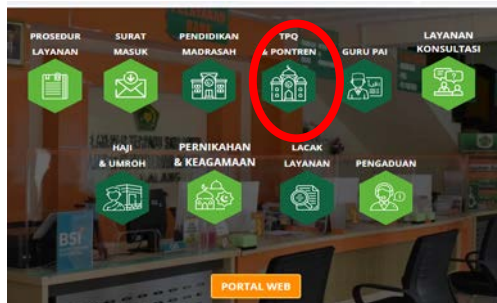 PROSEDUR
LAYANAN
SURAT
MASUK
PENDIDIKAN
MADRASAH
TPQ
& PONTREN
GURU PAI
LAYANAN
KONSULTASI
HAJI
& UMROH
PERNIKAHAN
& KEAGAMAAN
LACAK
LAYANAN
PENGADUAN
BSI
PORTAL WEB